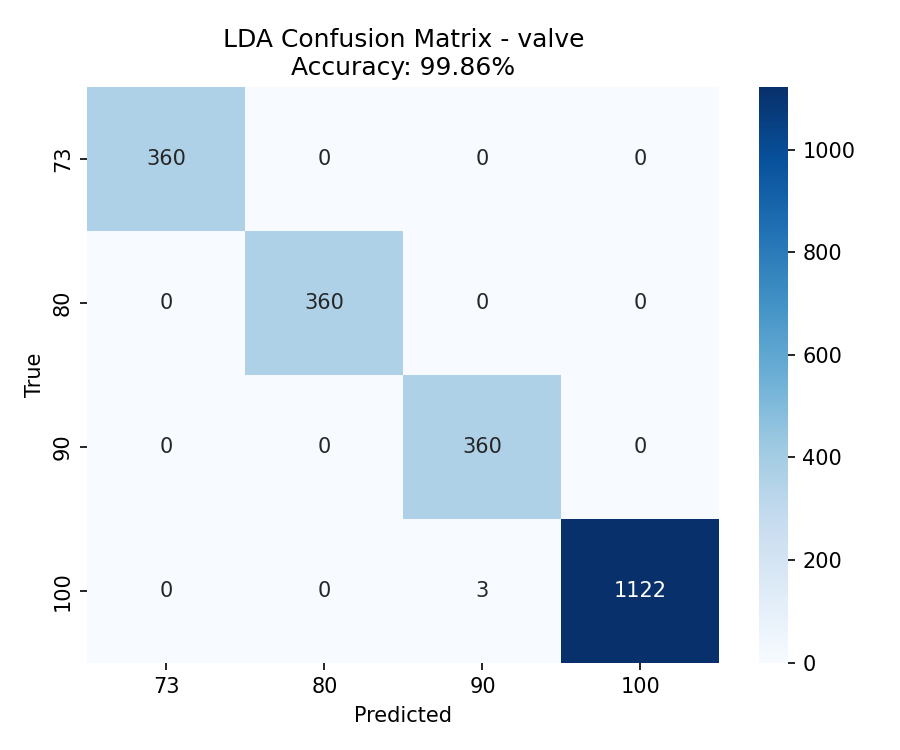 LDA Confusion Matrix - valve
Accuracy: 99.86%
73 360 0 0 0
80 0 360 0 0
90 0 0 360 0
100 0 0 3 1122
True
73 80 90 100
Predicted
1000
800
600
400
200
0